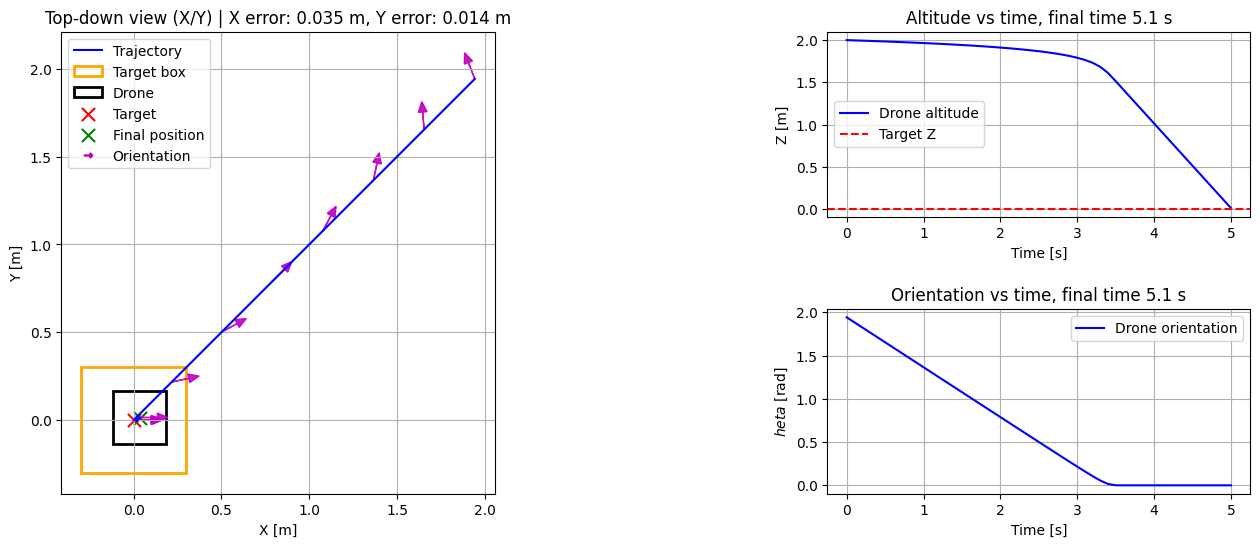 Top-down view (X/Y) | X error: 0.035 m, Y error: 0.014 m
Trajectory
Target box
Drone
Target
Final position
Orientation
Y [m]
2.0
1.5
1.0
0.5
0.0
0.0 0.5 1.0 1.5 2.0
X [m]
Altitude vs time, final time 5.1 s
Z [m]
2.0
1.5
1.0
0.5
0.0
Drone altitude
Target Z
0 1 2 3 4 5
Time [s]
Orientation vs time, final time 5.1 s
heta [rad]
2.0
1.5
1.0
0.5
0.0
Drone orientation
0 1 2 3 4 5
Time [s]